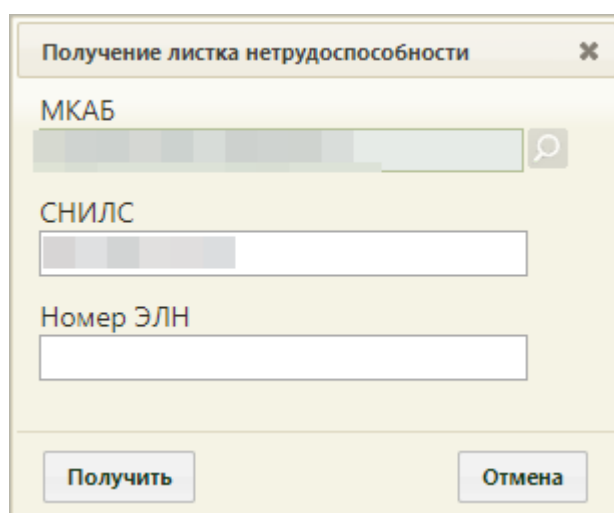 Получение листка нетрудоспособности
МКАБ
СНИЛС
Номер ЭЛН
Получить Отмена